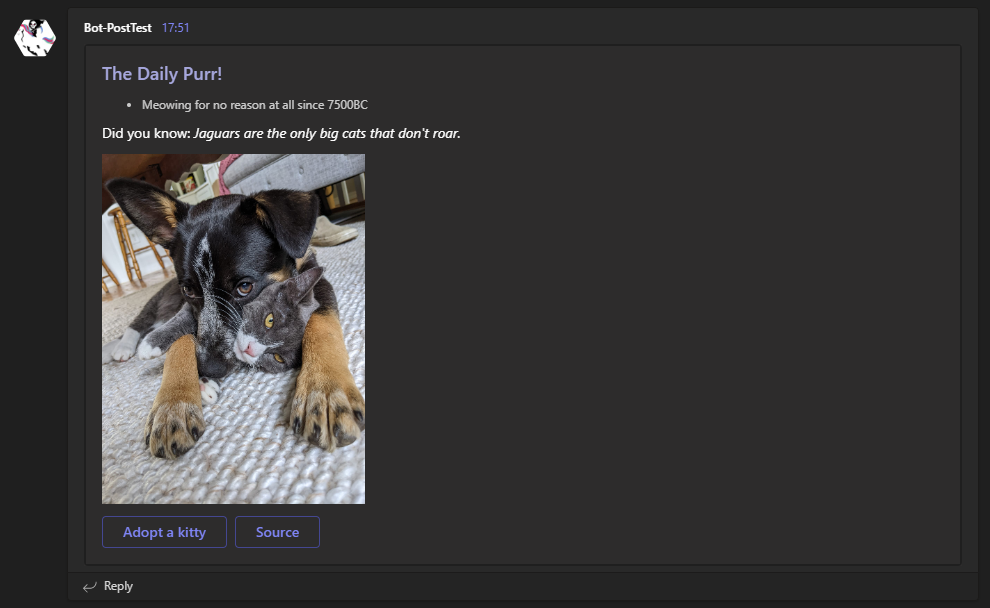 Bot-PostTest 17:51
The Daily Purr!
• Meowing for no reason at all since 7500BC
Did you know: Jaguars are the only big cats that don't roar.
Adopt a kitty Source
Reply